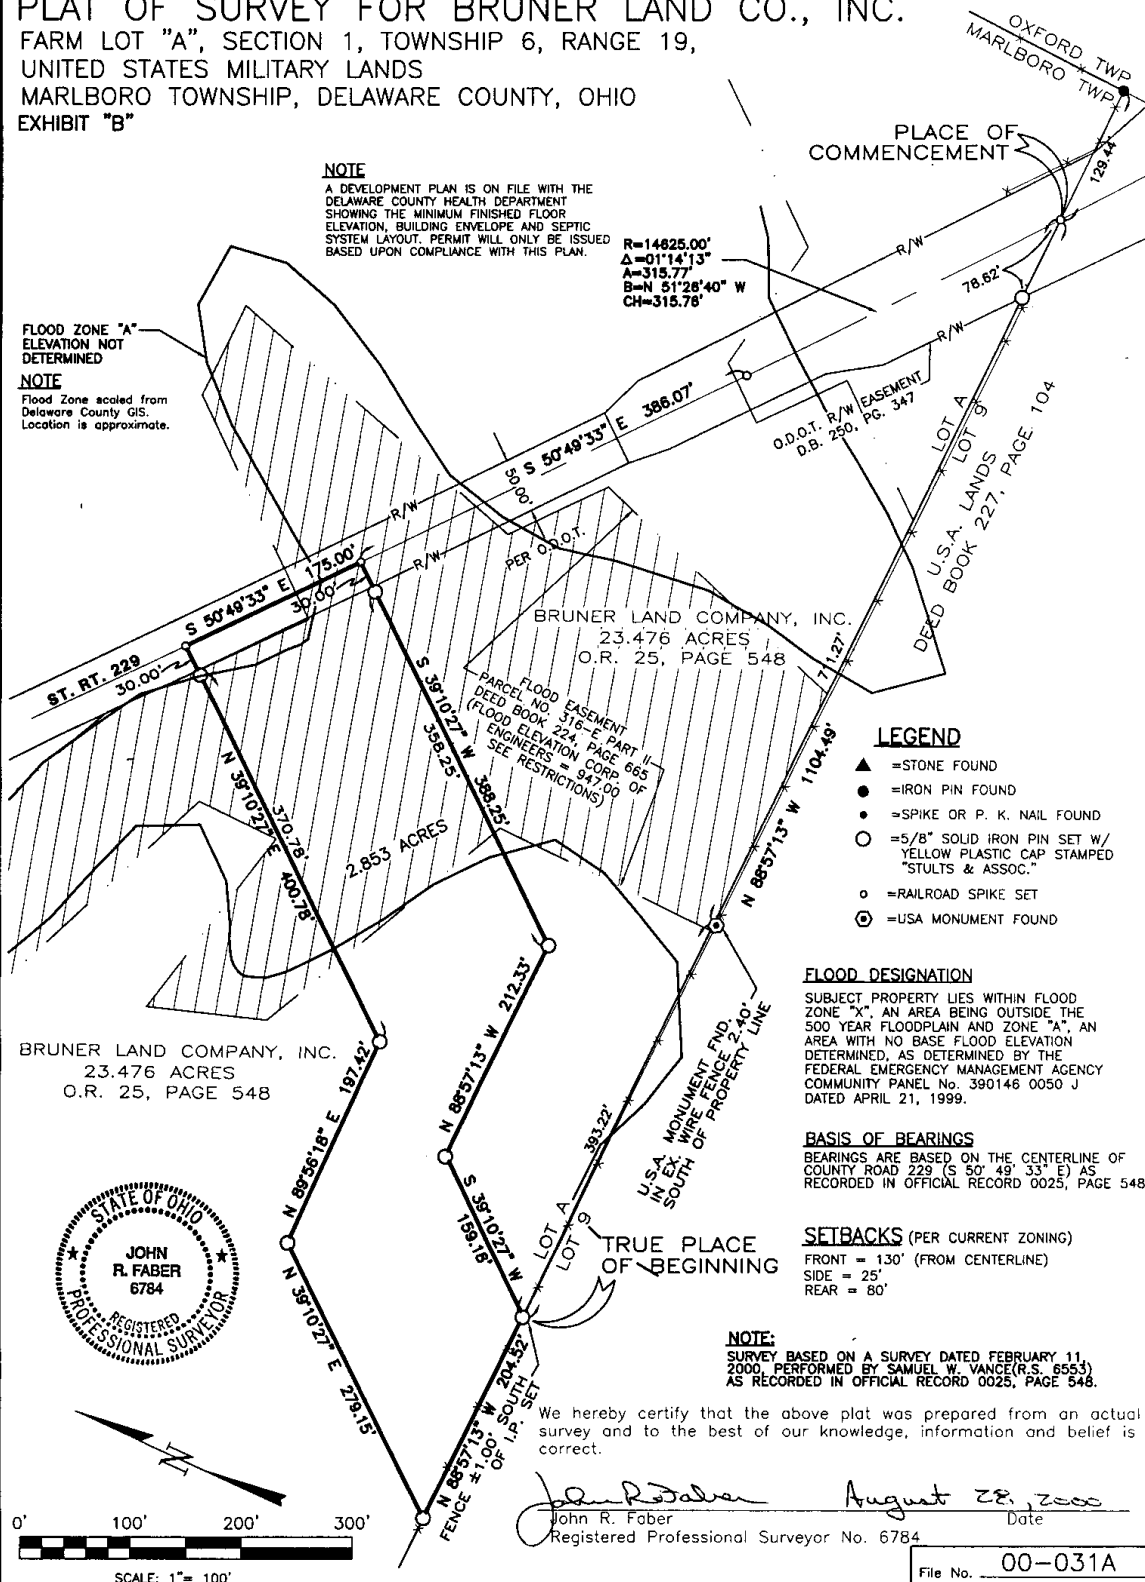 PLAT OF SURVEY FOR BRUNER LAND CO., INC.
FARM LOT "A", SECTION 1, TOWNSHIP 6, RANGE 19,
UNITED STATES MILITARY LANDS
MARLBORO TOWNSHIP, DELAWARE COUNTY, OHIO
EXHIBIT "B"
OXFORD TWP
MARLBORO TWP
PLACE OF
COMMENCEMENT
129.44'
78.62'
NOTE
A DEVELOPMENT PLAN IS ON FILE WITH THE
DELAWARE COUNTY HEALTH DEPARTMENT
SHOWING THE MINIMUM FINISHED FLOOR
ELEVATION, BUILDING ENVELOPE AND SEPTIC
SYSTEM LAYOUT. PERMIT WILL ONLY BE ISSUED
BASED UPON COMPLIANCE WITH THIS PLAN.
R=14625.00'
Δ=01°14'13"
A=315.77'
B=N 51°26'40" W
CH=315.76'
R/W
R/W
FLOOD ZONE "A"
ELEVATION NOT
DETERMINED
NOTE
Flood Zone scaled from
Delaware County GIS.
Location is approximate.
S 50°49'33" E 386.07'
50.00'
O.D.O.T. R/W EASEMENT
D.B. 250, PG. 347
LOT A
LOT 9
U.S.A. LANDS
DEED BOOK 227, PAGE 104
R/W
R/W
PER O.D.O.T.
S 50°49'33" E 175.00'
30.00'
ST. RT. 229
30.00'
BRUNER LAND COMPANY, INC.
23.476 ACRES
O.R. 25, PAGE 548
711.27'
N 88°57'13" W 1104.49'
FLOOD EASEMENT
PARCEL NO. 316-E PART II
DEED BOOK 224, PAGE 665
(FLOOD ELEVATION CORP. OF
ENGINEERS = 947.00
SEE RESTRICTIONS)
S 39°10'27" W 388.25'
358.25'
N 39°10'27" E 400.78'
370.78'
2.853 ACRES
LEGEND
=STONE FOUND
=IRON PIN FOUND
=SPIKE OR P. K. NAIL FOUND
=5/8" SOLID IRON PIN SET W/
YELLOW PLASTIC CAP STAMPED
"STULTS & ASSOC."
=RAILROAD SPIKE SET
=USA MONUMENT FOUND
FLOOD DESIGNATION
SUBJECT PROPERTY LIES WITHIN FLOOD
ZONE "X", AN AREA BEING OUTSIDE THE
500 YEAR FLOODPLAIN AND ZONE "A", AN
AREA WITH NO BASE FLOOD ELEVATION
DETERMINED, AS DETERMINED BY THE
FEDERAL EMERGENCY MANAGEMENT AGENCY
COMMUNITY PANEL No. 390146 0050 J
DATED APRIL 21, 1999.
BRUNER LAND COMPANY, INC.
23.476 ACRES
O.R. 25, PAGE 548
N 89°56'18" E 197.42'
N 88°57'13" W 212.33'
U.S.A. MONUMENT FND.
IN EX. WIRE FENCE 2.40'
SOUTH OF PROPERTY LINE
393.22'
BASIS OF BEARINGS
BEARINGS ARE BASED ON THE CENTERLINE OF
COUNTY ROAD 229 (S 50° 49' 33" E) AS
RECORDED IN OFFICIAL RECORD 0025, PAGE 548
S 39°10'27" W
159.16'
LOT A
LOT 9
TRUE PLACE
OF BEGINNING
SETBACKS (PER CURRENT ZONING)
FRONT = 130' (FROM CENTERLINE)
SIDE = 25'
REAR = 80'
STATE OF OHIO
JOHN
R. FABER
6784
REGISTERED
PROFESSIONAL SURVEYOR
N 39°10'27" E 279.15'
N 88°57'13" W 204.52'
FENCE ±1.00' SOUTH
OF I.P. SET
NOTE:
SURVEY BASED ON A SURVEY DATED FEBRUARY 11,
2000, PERFORMED BY SAMUEL W. VANCE(R.S. 6553)
AS RECORDED IN OFFICIAL RECORD 0025, PAGE 548.
We hereby certify that the above plat was prepared from an actual
survey and to the best of our knowledge, information and belief is
correct.
N
John R Faber August 28, 2000
John R. Faber Date
Registered Professional Surveyor No. 6784
0' 100' 200' 300'
SCALE: 1"= 100'
File No. 00-031A